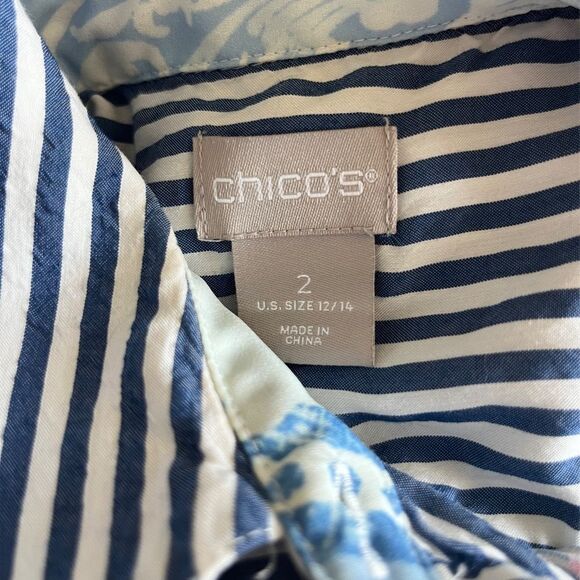 chico's®
2
U.S. SIZE 12/14
MADE IN
CHINA